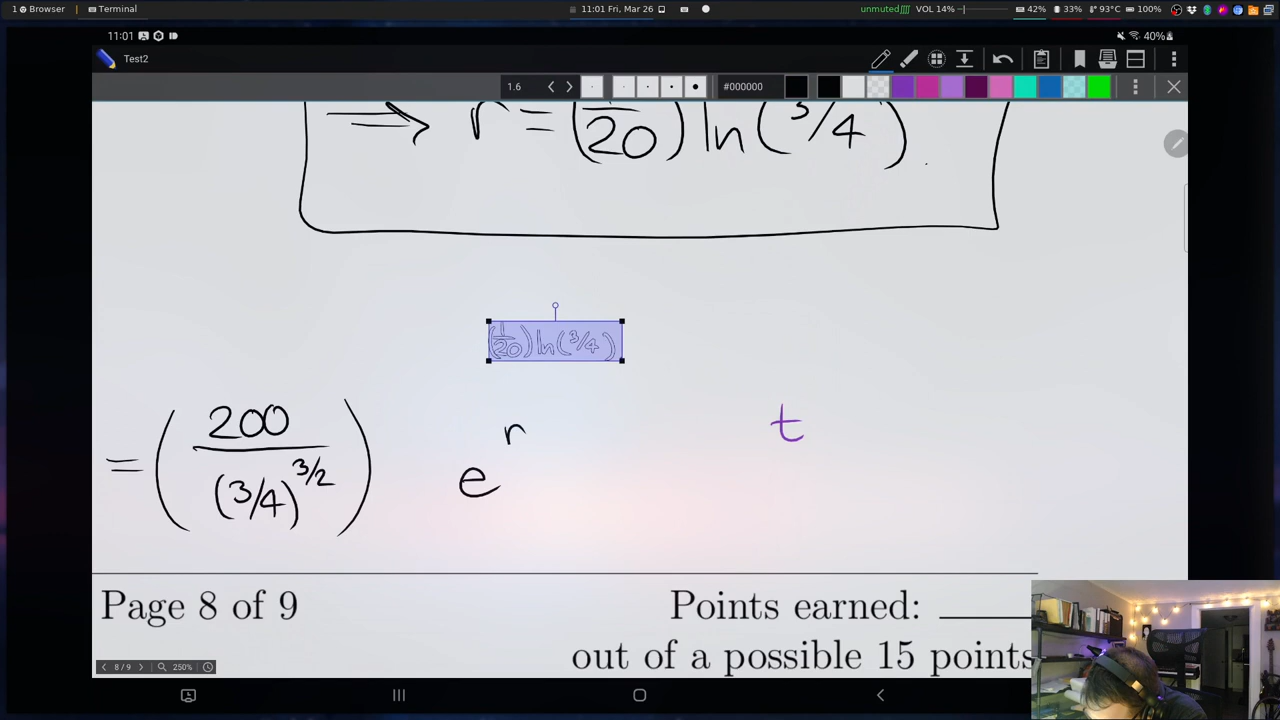 1 Browser Terminal 11:01 Fri, Mar 26 unmuted VOL 14% 42% 33% 93°C 100%
11:01 40%
Test2
1.6 #000000
⟹ r = (1/20) ln(3/4).
(1/20) ln(3/4)
= (200/(3/4)^{3/2}) e^r t
Page 8 of 9 Points earned: ____
out of a possible 15 points
8/9 250%